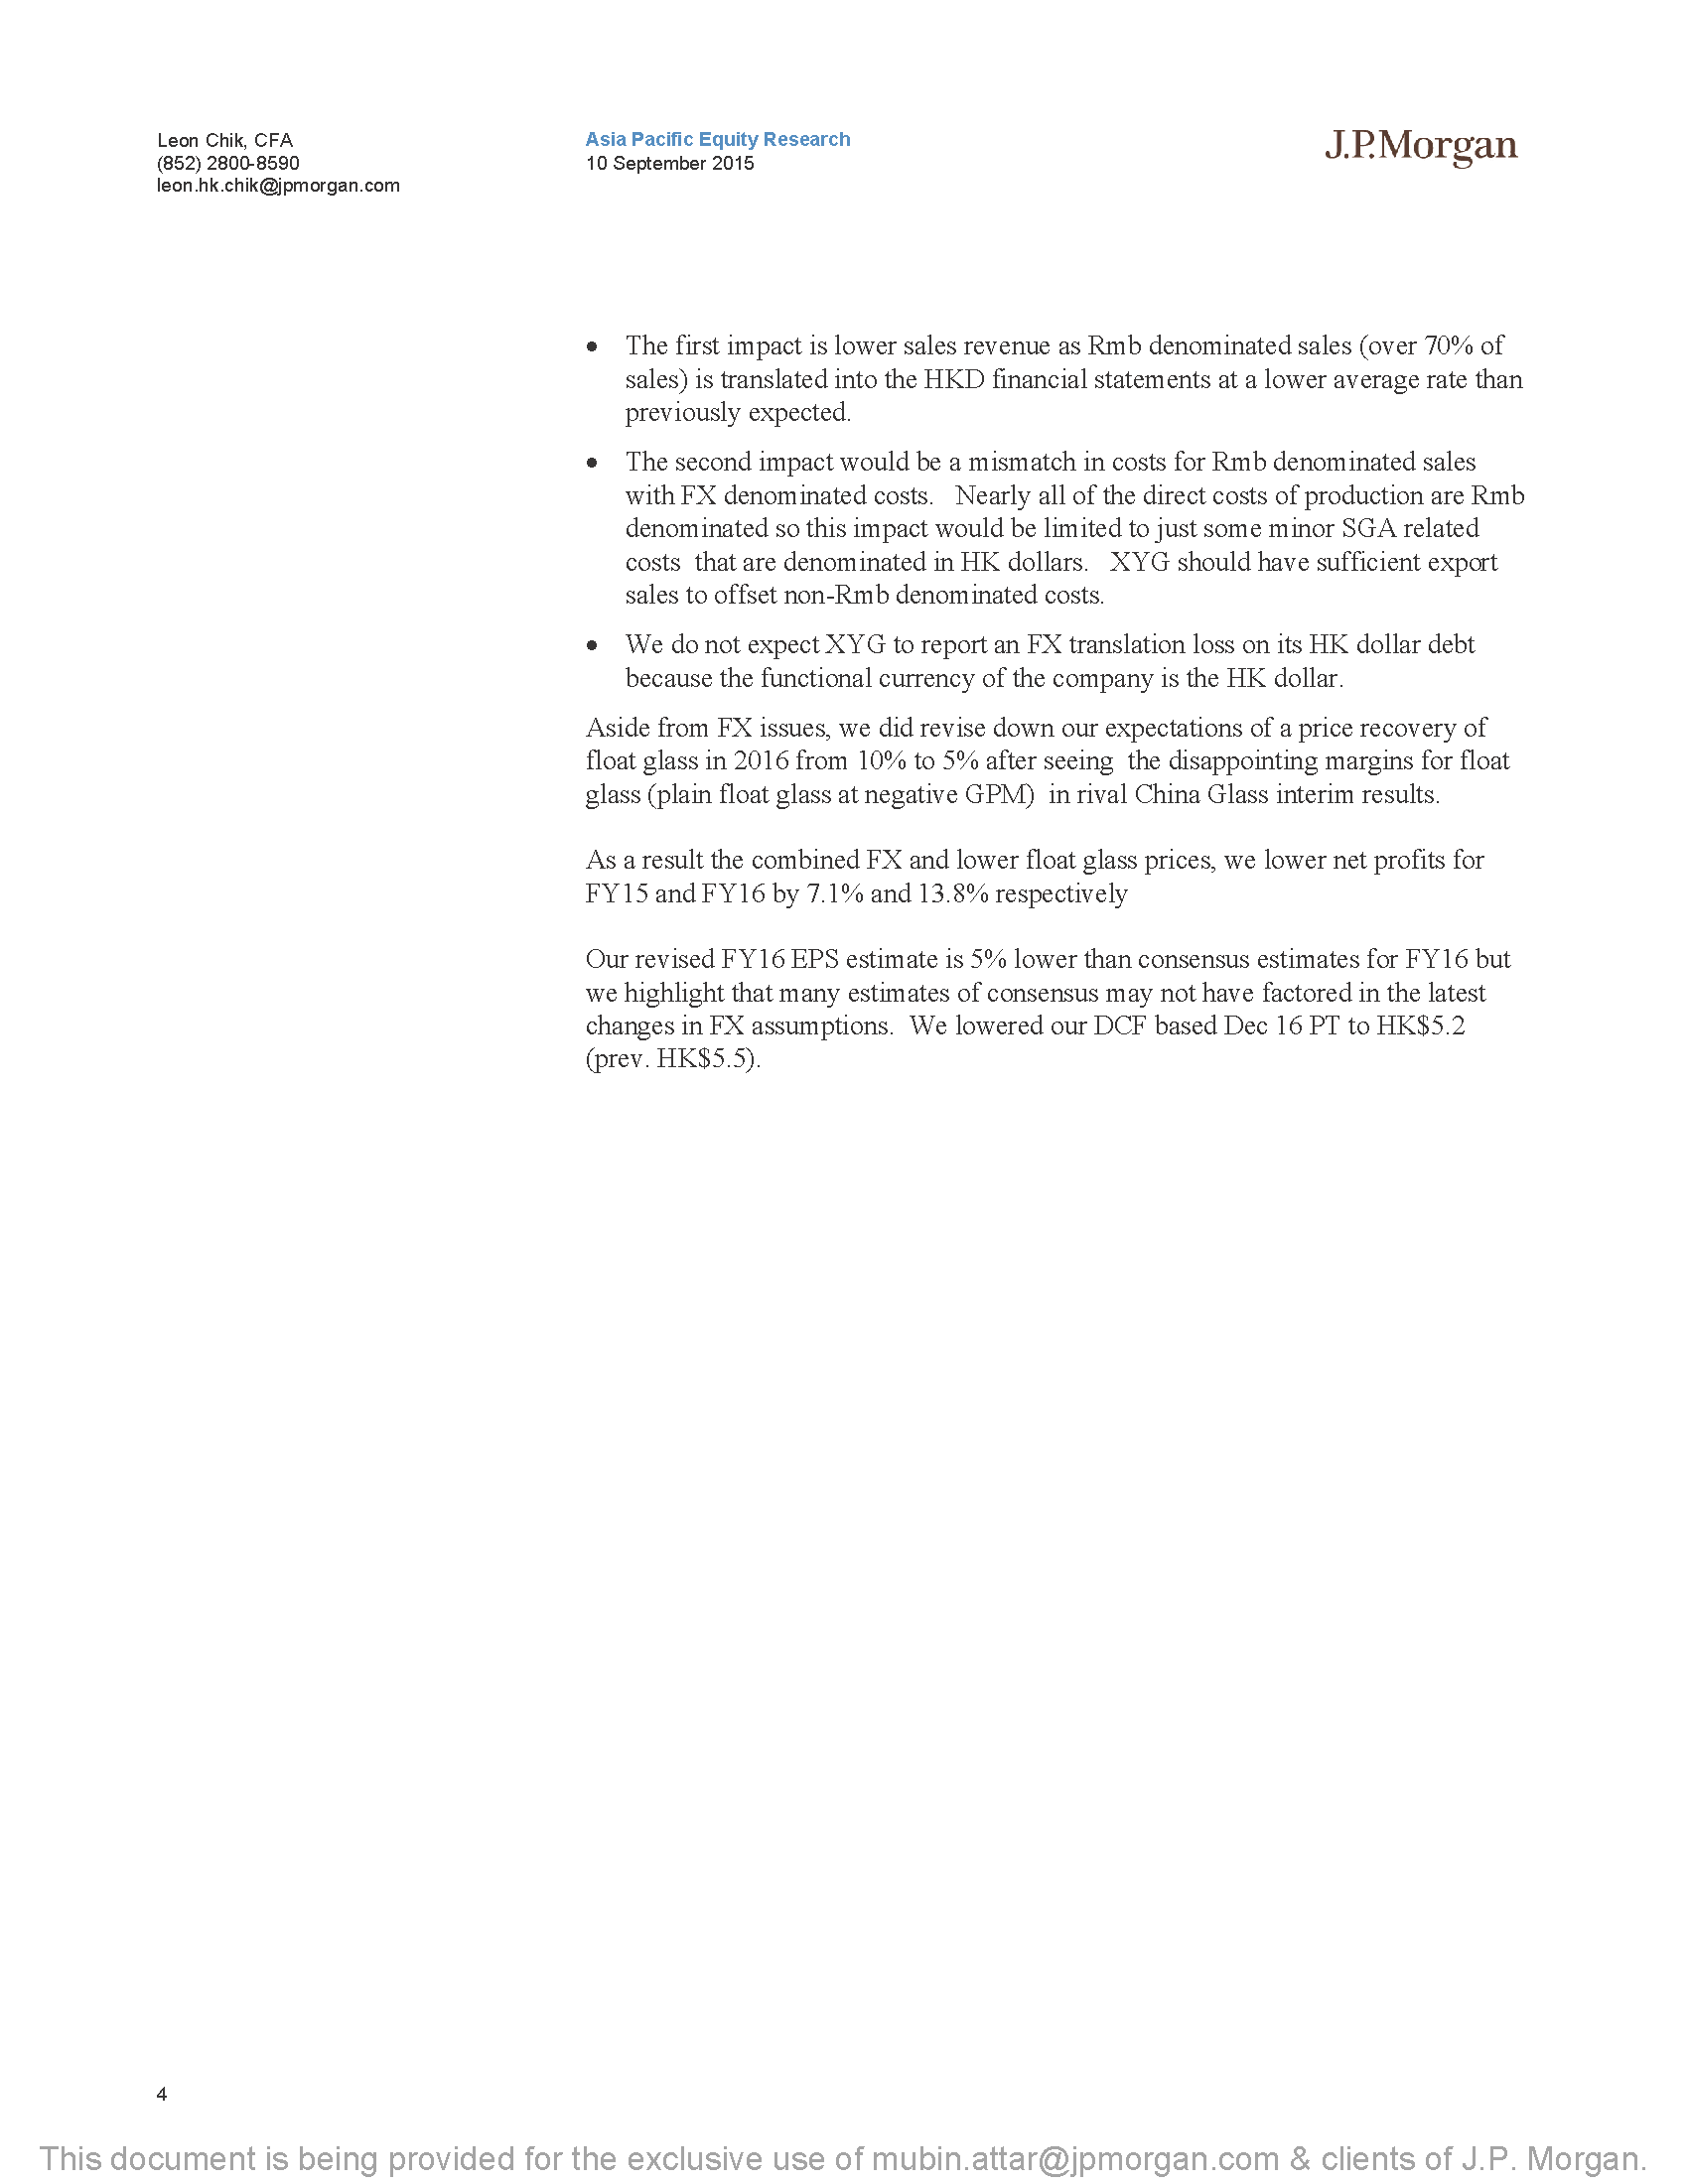 Leon Chik, CFA
(852) 2800-8590
leon.hk.chik@jpmorgan.com
Asia Pacific Equity Research
10 September 2015
J.P.Morgan
• The first impact is lower sales revenue as Rmb denominated sales (over 70% of
sales) is translated into the HKD financial statements at a lower average rate than
previously expected.
• The second impact would be a mismatch in costs for Rmb denominated sales
with FX denominated costs. Nearly all of the direct costs of production are Rmb
denominated so this impact would be limited to just some minor SGA related
costs that are denominated in HK dollars. XYG should have sufficient export
sales to offset non-Rmb denominated costs.
• We do not expect XYG to report an FX translation loss on its HK dollar debt
because the functional currency of the company is the HK dollar.
Aside from FX issues, we did revise down our expectations of a price recovery of
float glass in 2016 from 10% to 5% after seeing the disappointing margins for float
glass (plain float glass at negative GPM) in rival China Glass interim results.
As a result the combined FX and lower float glass prices, we lower net profits for
FY15 and FY16 by 7.1% and 13.8% respectively
Our revised FY16 EPS estimate is 5% lower than consensus estimates for FY16 but
we highlight that many estimates of consensus may not have factored in the latest
changes in FX assumptions. We lowered our DCF based Dec 16 PT to HK$5.2
(prev. HK$5.5).
4
This document is being provided for the exclusive use of mubin.attar@jpmorgan.com & clients of J.P. Morgan.